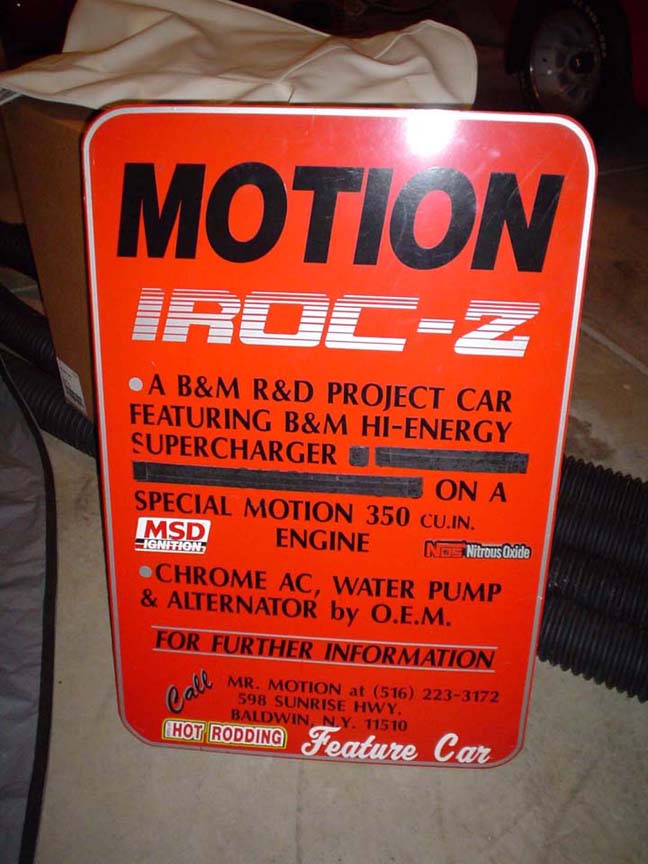 MOTION
IROC-Z
A B&M R&D PROJECT CAR
FEATURING B&M HI-ENERGY
SUPERCHARGER
ON A
SPECIAL MOTION 350 CU.IN.
MSD
IGNITION
ENGINE
NOS Nitrous Oxide
CHROME AC, WATER PUMP
& ALTERNATOR by O.E.M.
FOR FURTHER INFORMATION
Call
MR. MOTION at (516) 223-3172
598 SUNRISE HWY.
BALDWIN, N.Y. 11510
HOT RODDING
Feature Car